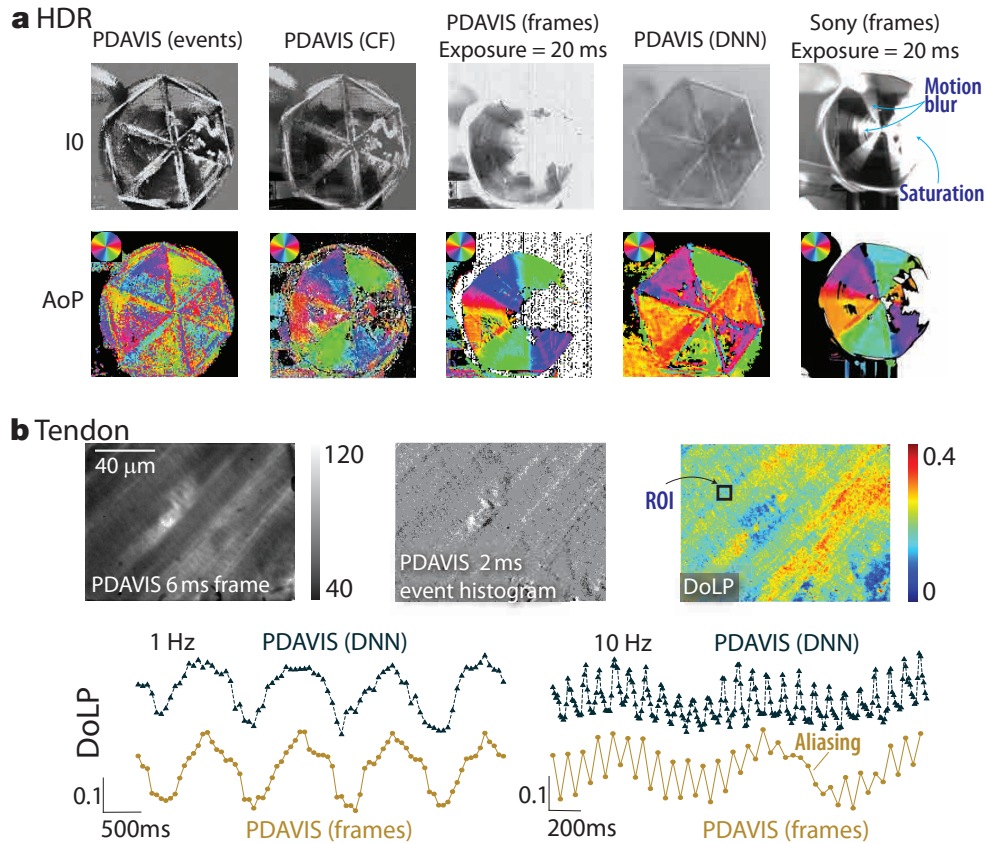 a HDR
PDAVIS (events)
PDAVIS (CF)
PDAVIS (frames)
Exposure = 20 ms
PDAVIS (DNN)
Sony (frames)
Exposure = 20 ms
I0
Motion
blur
Saturation
AoP
b Tendon
40 μm
PDAVIS 6 ms frame
120
40
PDAVIS 2 ms
event histogram
ROI
DoLP
0.4
0
1 Hz
PDAVIS (DNN)
10 Hz
PDAVIS (DNN)
DoLP
Aliasing
0.1
500ms
PDAVIS (frames)
0.1
200ms
PDAVIS (frames)